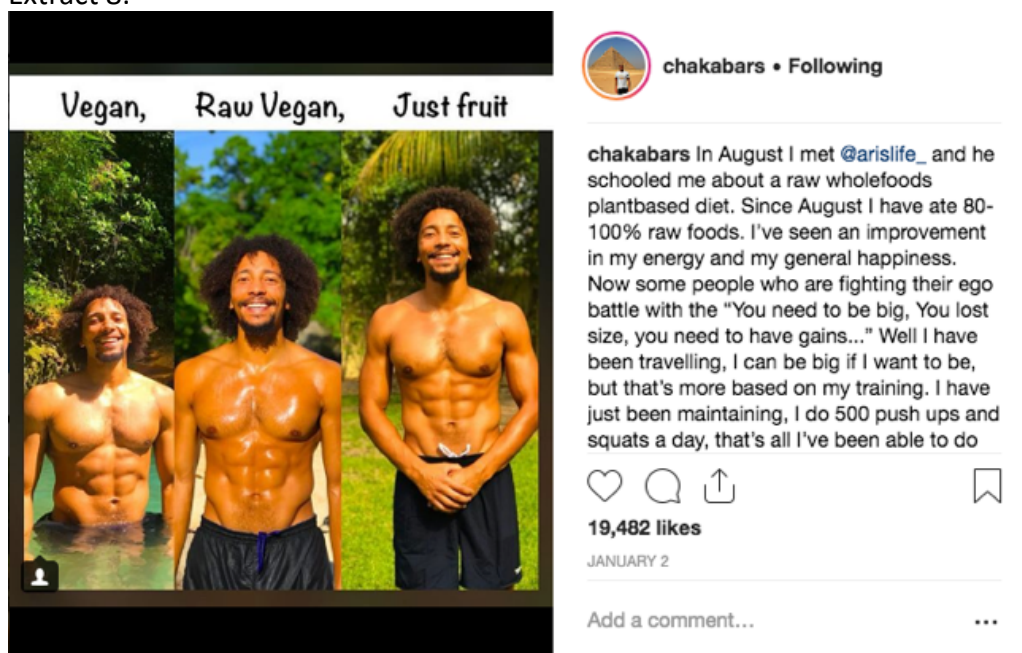 Extract 8:
Vegan, Raw Vegan, Just fruit
chakabars • Following
chakabars In August I met @arislife_ and he
schooled me about a raw wholefoods
plantbased diet. Since August I have ate 80-
100% raw foods. I've seen an improvement
in my energy and my general happiness.
Now some people who are fighting their ego
battle with the “You need to be big, You lost
size, you need to have gains...” Well I have
been travelling, I can be big if I want to be,
but that's more based on my training. I have
just been maintaining, I do 500 push ups and
squats a day, that's all I've been able to do
19,482 likes
JANUARY 2
Add a comment...